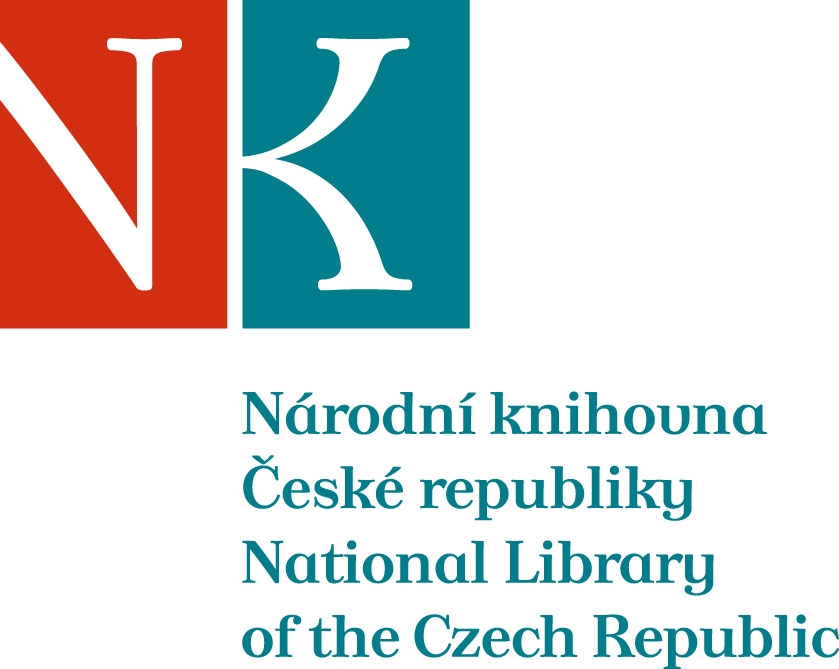 NK
Národní knihovna
České republiky
National Library
of the Czech Republic